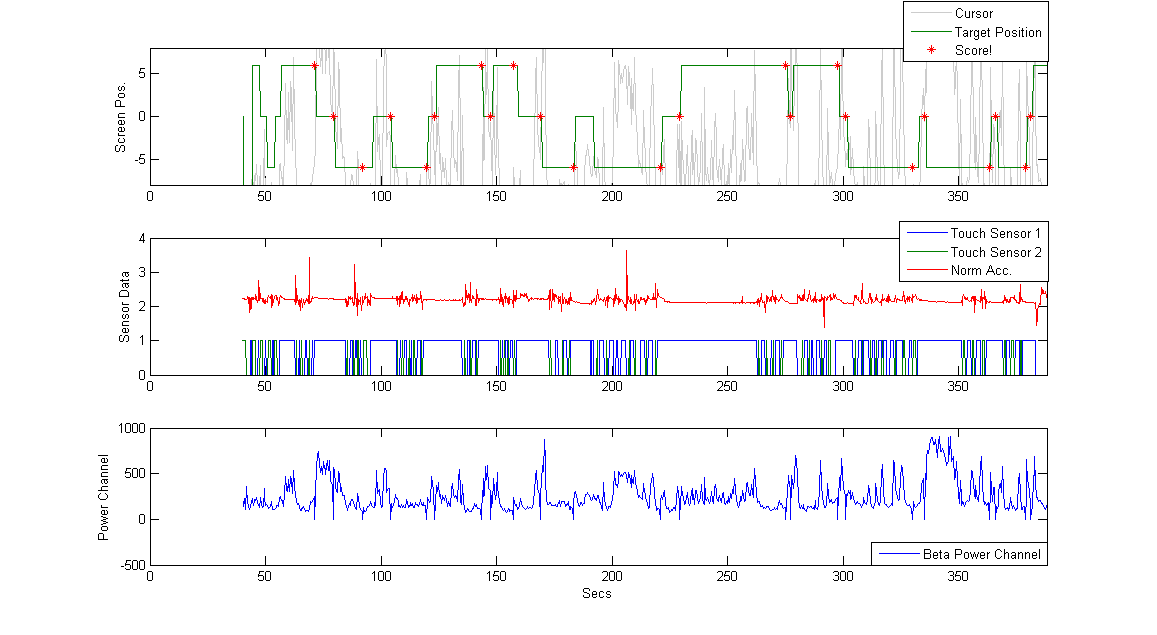 Cursor
Target Position
Score!
5
0
-5
Screen Pos.
50 100 150 200 250 300 350
Touch Sensor 1
Touch Sensor 2
Norm Acc.
4
3
2
1
0
Sensor Data
0 50 100 150 200 250 300 350
1000
500
0
-500
Power Channel
Beta Power Channel
0 50 100 150 200 250 300 350
Secs